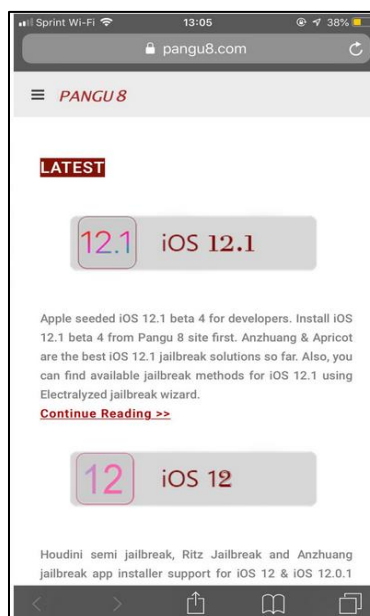 Sprint Wi-Fi 13:05 38%
pangu8.com
PANGU 8
LATEST
12.1 iOS 12.1
Apple seeded iOS 12.1 beta 4 for developers. Install iOS
12.1 beta 4 from Pangu 8 site first. Anzhuang & Apricot
are the best iOS 12.1 jailbreak solutions so far. Also, you
can find available jailbreak methods for iOS 12.1 using
Electralyzed jailbreak wizard.
Continue Reading >>
12 iOS 12
Houdini semi jailbreak, Ritz Jailbreak and Anzhuang
jailbreak app installer support for iOS 12 & iOS 12.0.1